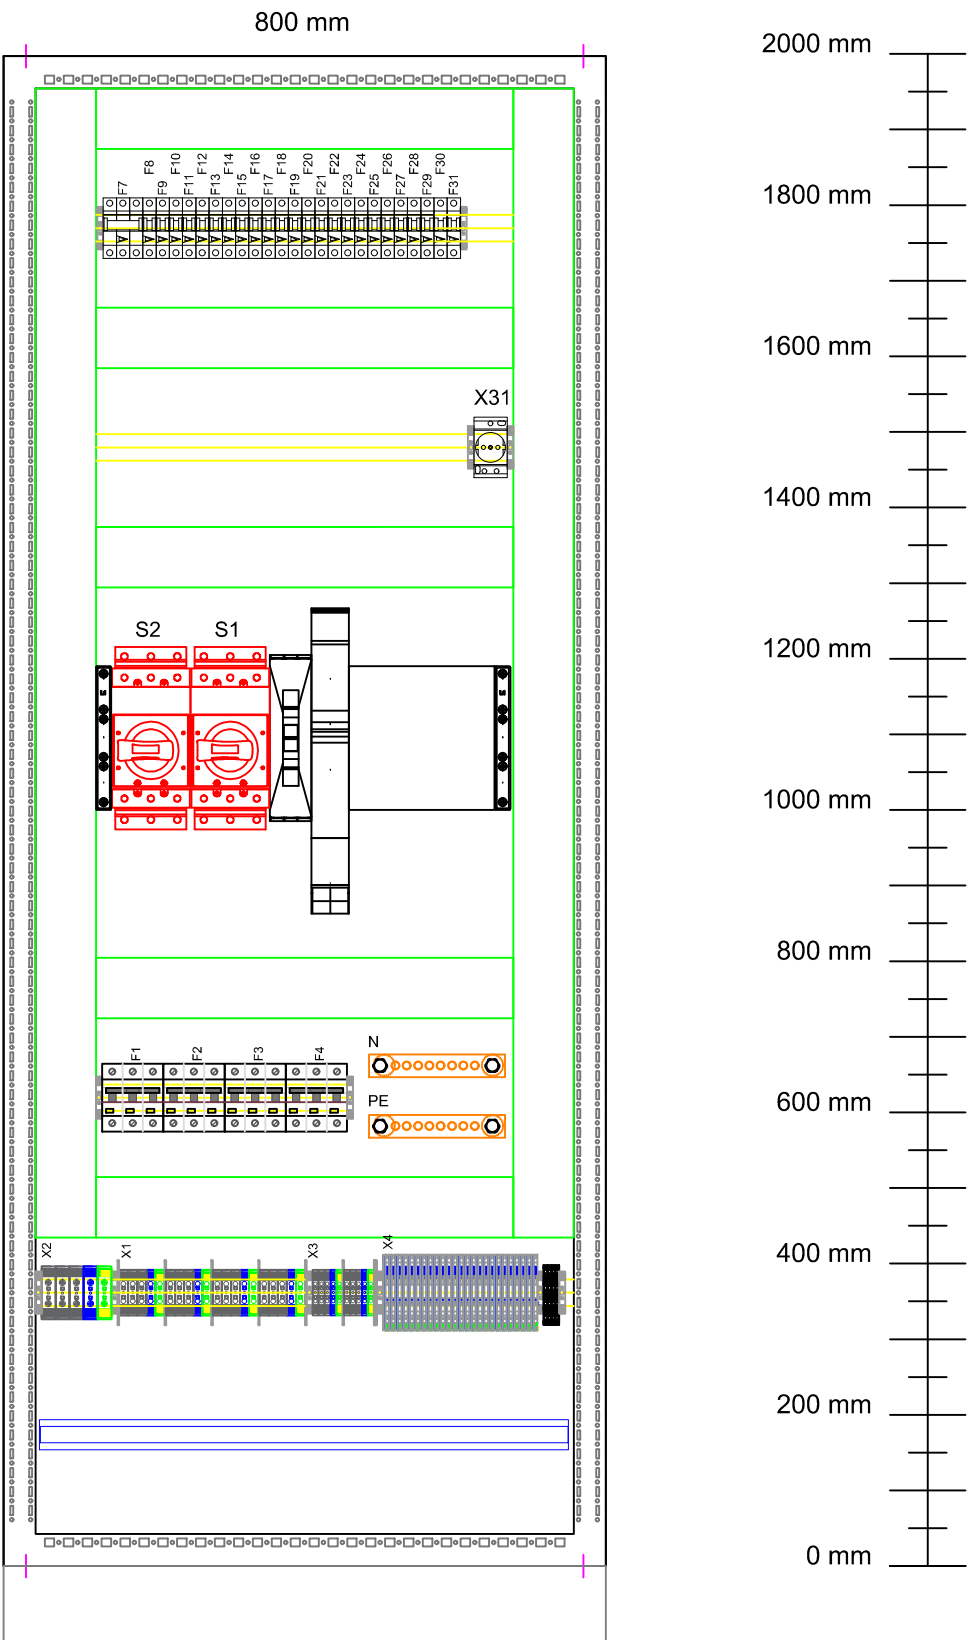 800 mm
2000 mm
F8 F10 F12 F14 F16 F18 F20 F22 F24 F26 F28 F30
F7 F9 F11 F13 F15 F17 F19 F21 F23 F25 F27 F29 F31
1800 mm
1600 mm
X31
1400 mm
S2 S1
1200 mm
1000 mm
800 mm
F1 F2 F3 F4
N
PE
600 mm
X2 X1 X3 X4
400 mm
200 mm
0 mm